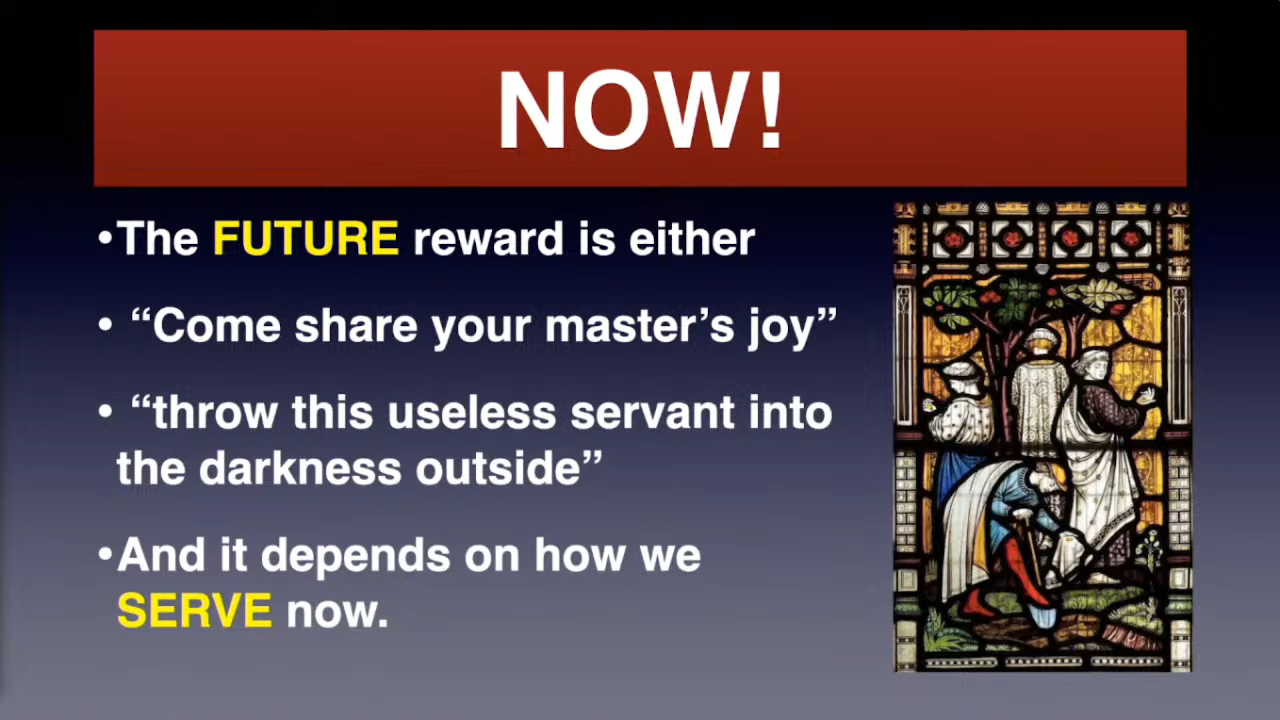 NOW!
•The FUTURE reward is either
• “Come share your master’s joy”
• “throw this useless servant into
the darkness outside”
•And it depends on how we
SERVE now.